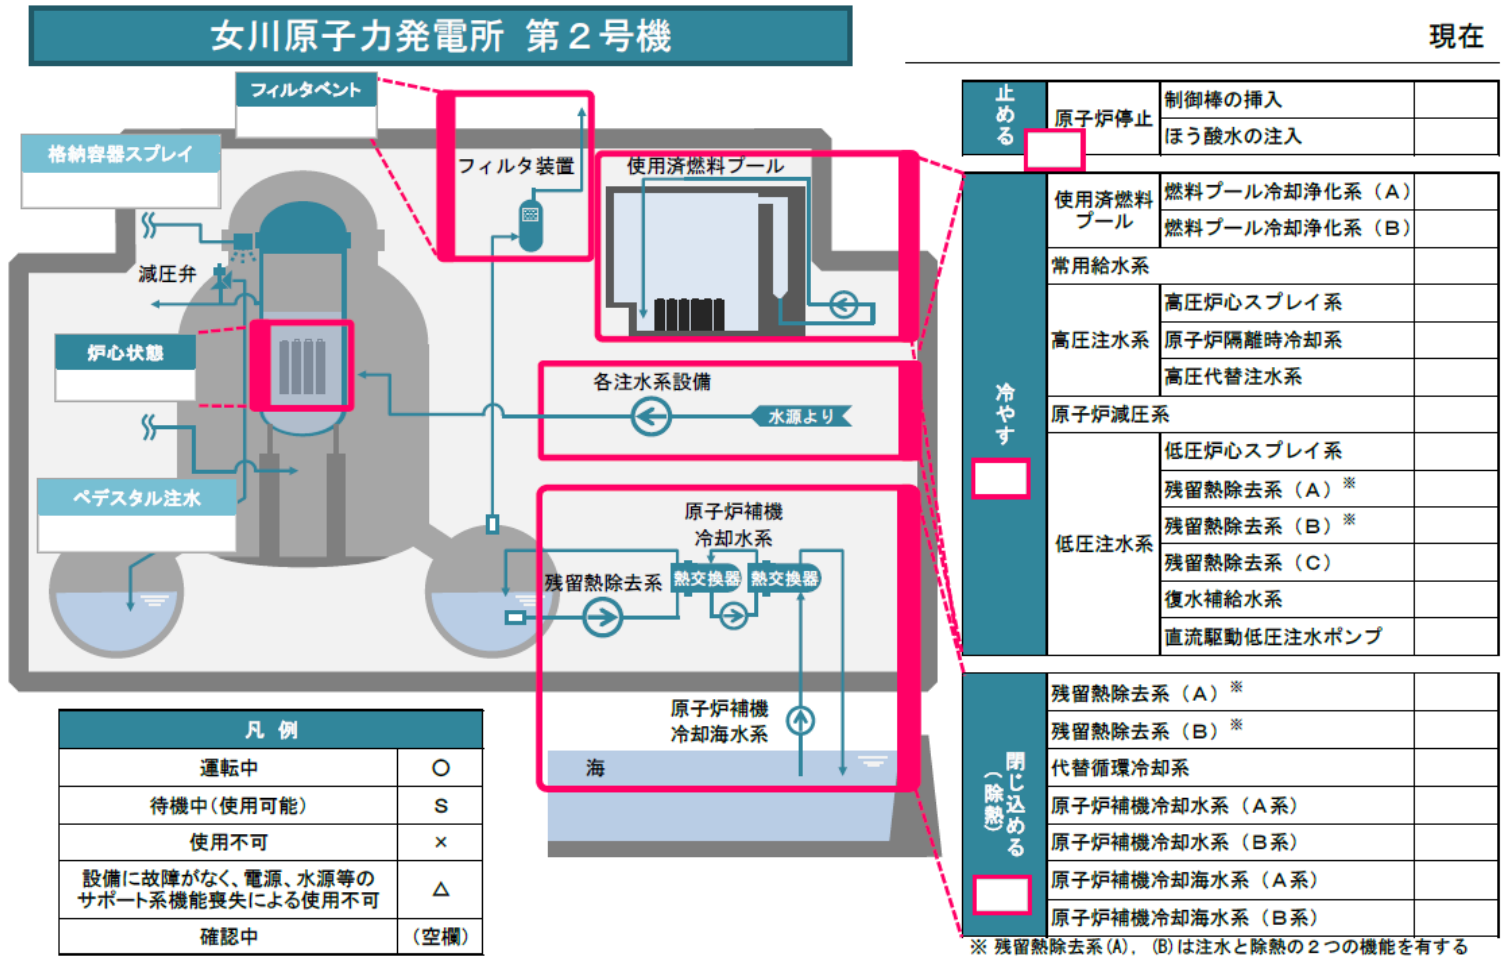 女川原子力発電所 第２号機
現在
フィルタベント
格納容器スプレイ
フィルタ装置
使用済燃料プール
減圧弁
炉心状態
各注水系設備
水源より
ペデスタル注水
原子炉補機
冷却水系
残留熱除去系
熱交換器
熱交換器
原子炉補機
冷却海水系
海
凡 例
運転中 ○
待機中(使用可能) S
使用不可 ×
設備に故障がなく、電源、水源等の
サポート系機能喪失による使用不可 △
確認中 (空欄)
止める
原子炉停止
制御棒の挿入
ほう酸水の注入
冷やす
使用済燃料
プール
燃料プール冷却浄化系（Ａ）
燃料プール冷却浄化系（Ｂ）
常用給水系
高圧注水系
高圧炉心スプレイ系
原子炉隔離時冷却系
高圧代替注水系
原子炉減圧系
低圧注水系
低圧炉心スプレイ系
残留熱除去系（Ａ）※
残留熱除去系（Ｂ）※
残留熱除去系（Ｃ）
復水補給水系
直流駆動低圧注水ポンプ
閉じ込める
（除熱）
残留熱除去系（Ａ）※
残留熱除去系（Ｂ）※
代替循環冷却系
原子炉補機冷却水系（Ａ系）
原子炉補機冷却水系（Ｂ系）
原子炉補機冷却海水系（Ａ系）
原子炉補機冷却海水系（Ｂ系）
※ 残留熱除去系(A)，(B)は注水と除熱の２つの機能を有する